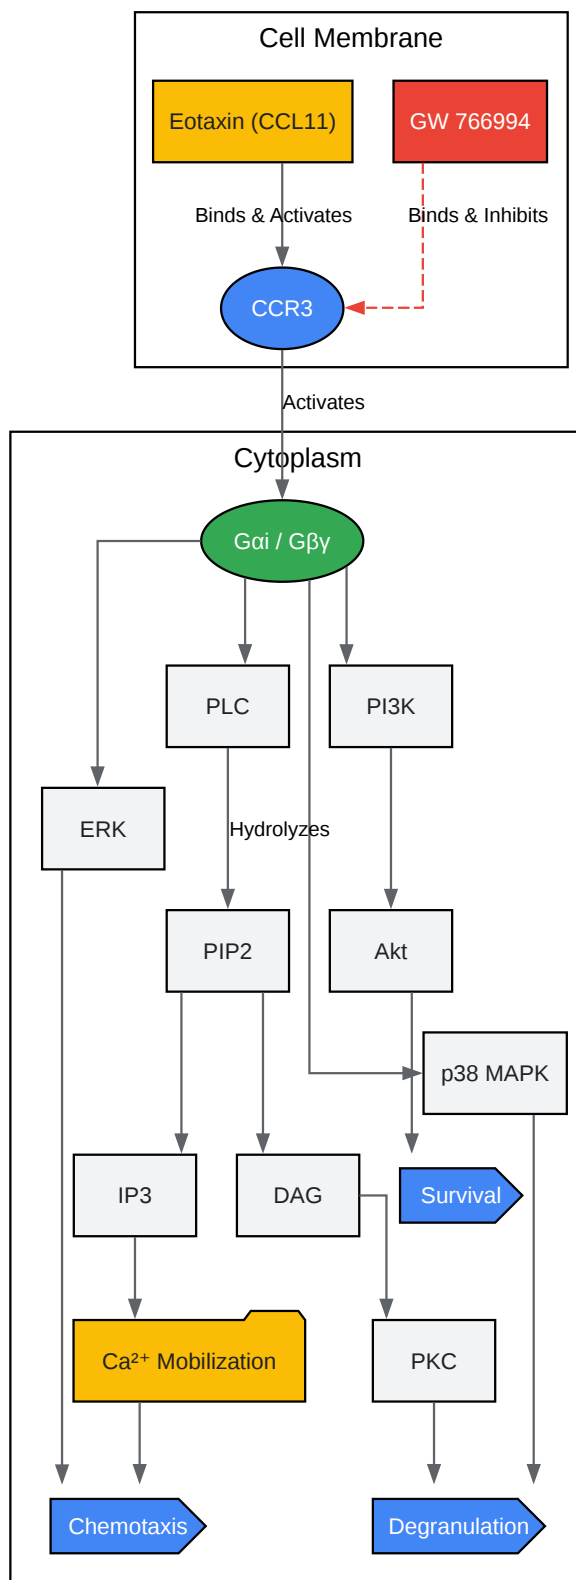 Cell Membrane
Eotaxin (CCL11)
GW 766994
Binds & Activates
Binds & Inhibits
CCR3
Activates
Cytoplasm
Gαi / Gβγ
PLC
PI3K
ERK
Hydrolyzes
PIP2
Akt
p38 MAPK
IP3
DAG
Survival
Ca²⁺ Mobilization
PKC
Chemotaxis
Degranulation